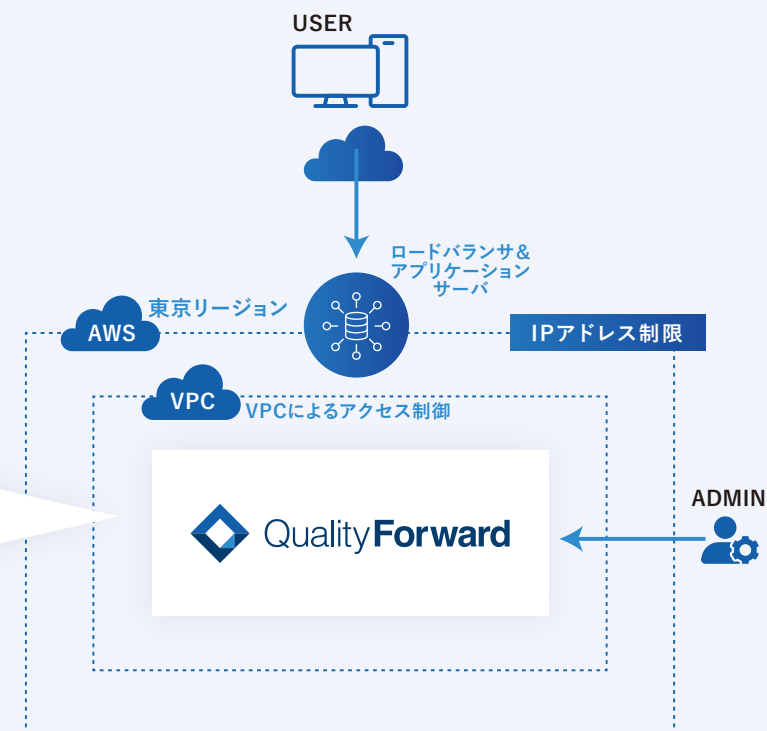 USER
ロードバランサ&
アプリケーション
サーバ
東京リージョン
AWS
IPアドレス制限
VPC
VPCによるアクセス制御
ADMIN
QualityForward